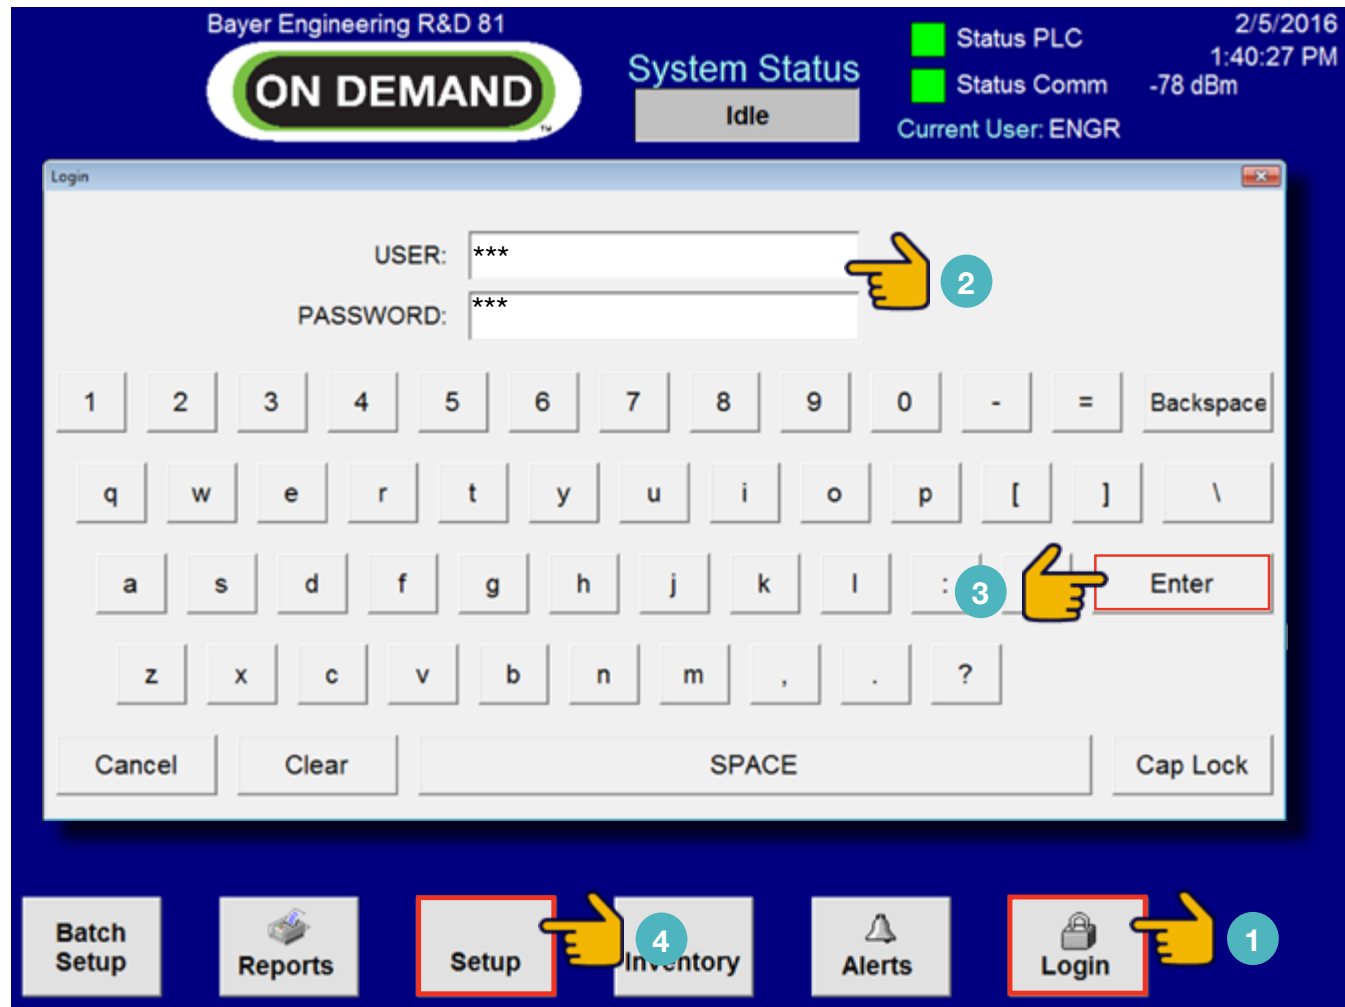 Bayer Engineering R&D 81
ON DEMAND
TM
System Status
Idle
Status PLC
Status Comm
-78 dBm
Current User: ENGR
2/5/2016
1:40:27 PM
Login
USER: ***
2
PASSWORD: ***
1 2 3 4 5 6 7 8 9 0 - = Backspace
q w e r t y u i o p [ ] \
a s d f g h j k l : 3 Enter
z x c v b n m , . ?
Cancel Clear SPACE Cap Lock
Batch
Setup
Reports
Setup
4
Inventory
Alerts
Login
1